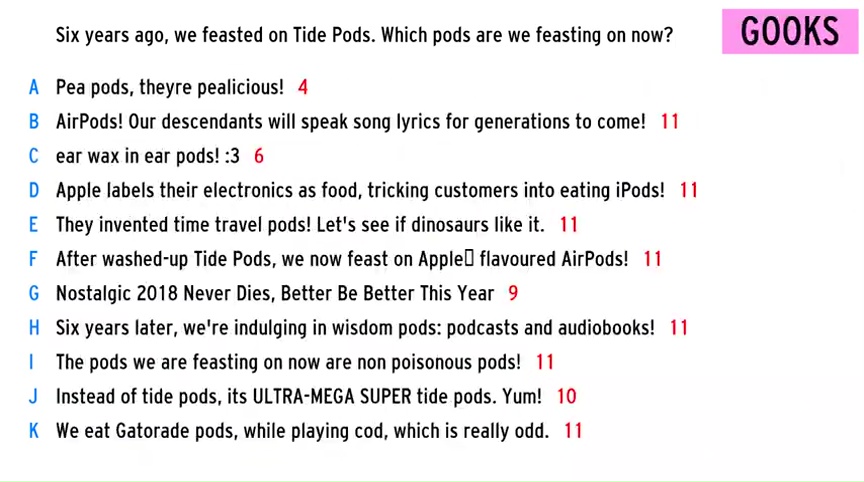 Six years ago, we feasted on Tide Pods. Which pods are we feasting on now?
GOOKS
A Pea pods, theyre pealicious! 4
B AirPods! Our descendants will speak song lyrics for generations to come! 11
C ear wax in ear pods! :3 6
D Apple labels their electronics as food, tricking customers into eating iPods! 11
E They invented time travel pods! Let's see if dinosaurs like it. 11
F After washed-up Tide Pods, we now feast on Apple▯ flavoured AirPods! 11
G Nostalgic 2018 Never Dies, Better Be Better This Year 9
H Six years later, we're indulging in wisdom pods: podcasts and audiobooks! 11
I The pods we are feasting on now are non poisonous pods! 11
J Instead of tide pods, its ULTRA-MEGA SUPER tide pods. Yum! 10
K We eat Gatorade pods, while playing cod, which is really odd. 11